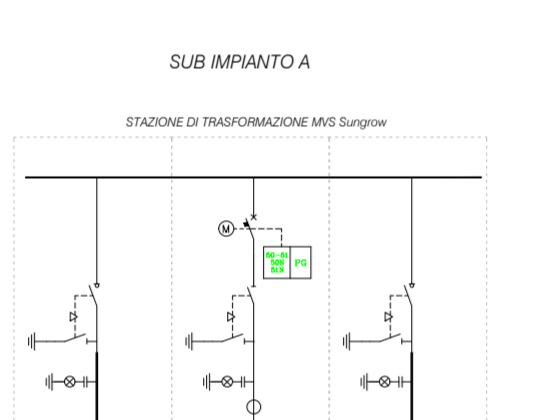 SUB IMPIANTO A
STAZIONE DI TRASFORMAZIONE MVS Sungrow
M
50-51
50N
51N
PG